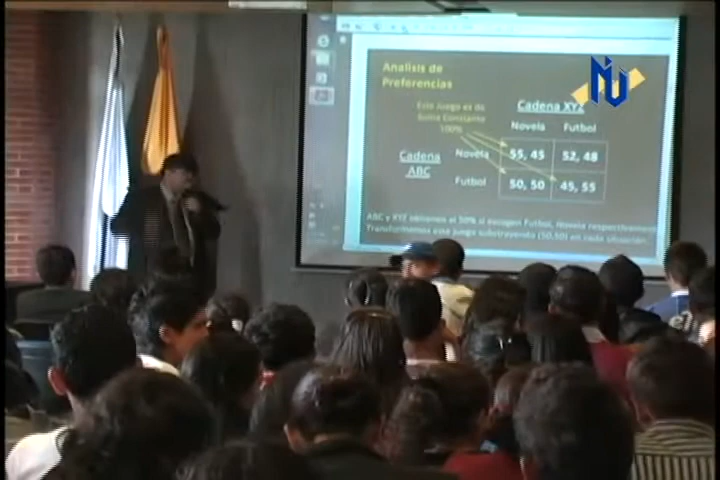 Analisis de
Preferencias
Este Juego es de
Suma Constante
100%
Cadena XYZ
Novela Futbol
Cadena
ABC
Novela 55, 45 52, 48
Futbol 50, 50 45, 55
ABC y XYZ obtienen el 50% si escogen Futbol, Novela respectivamente
Transformemos este juego substrayendo (50,50) en cada situación.